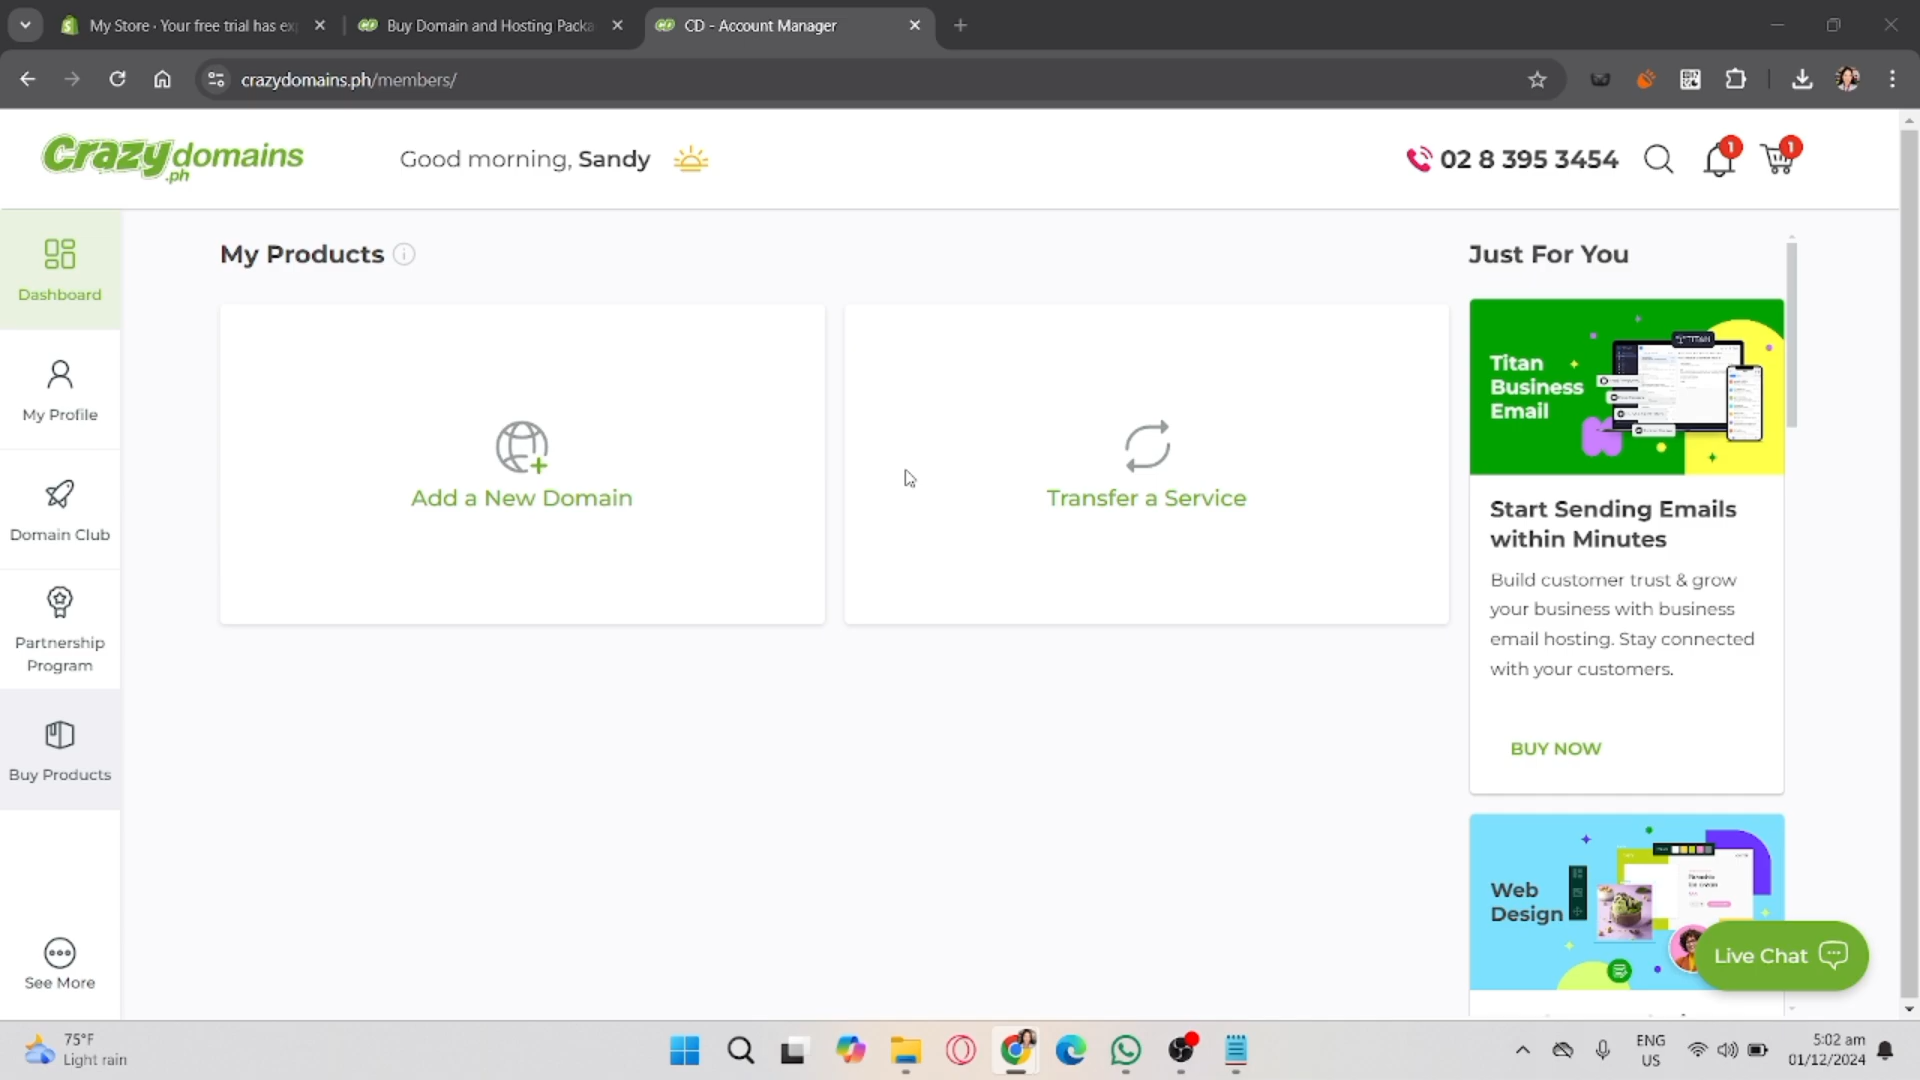 My Store · Your free trial has ex
Buy Domain and Hosting Packa
CD - Account Manager
crazydomains.ph/members/
Crazydomains
.ph
Good morning, Sandy
02 8 395 3454
1
1
Dashboard
My Profile
Domain Club
Partnership
Program
Buy Products
See More
My Products
Add a New Domain
Transfer a Service
Just For You
Titan
Business
Email
TITAN
Start Sending Emails
within Minutes
Build customer trust & grow
your business with business
email hosting. Stay connected
with your customers.
BUY NOW
Web
Design
Live Chat
75°F
Light rain
ENG
US
5:02 am
01/12/2024